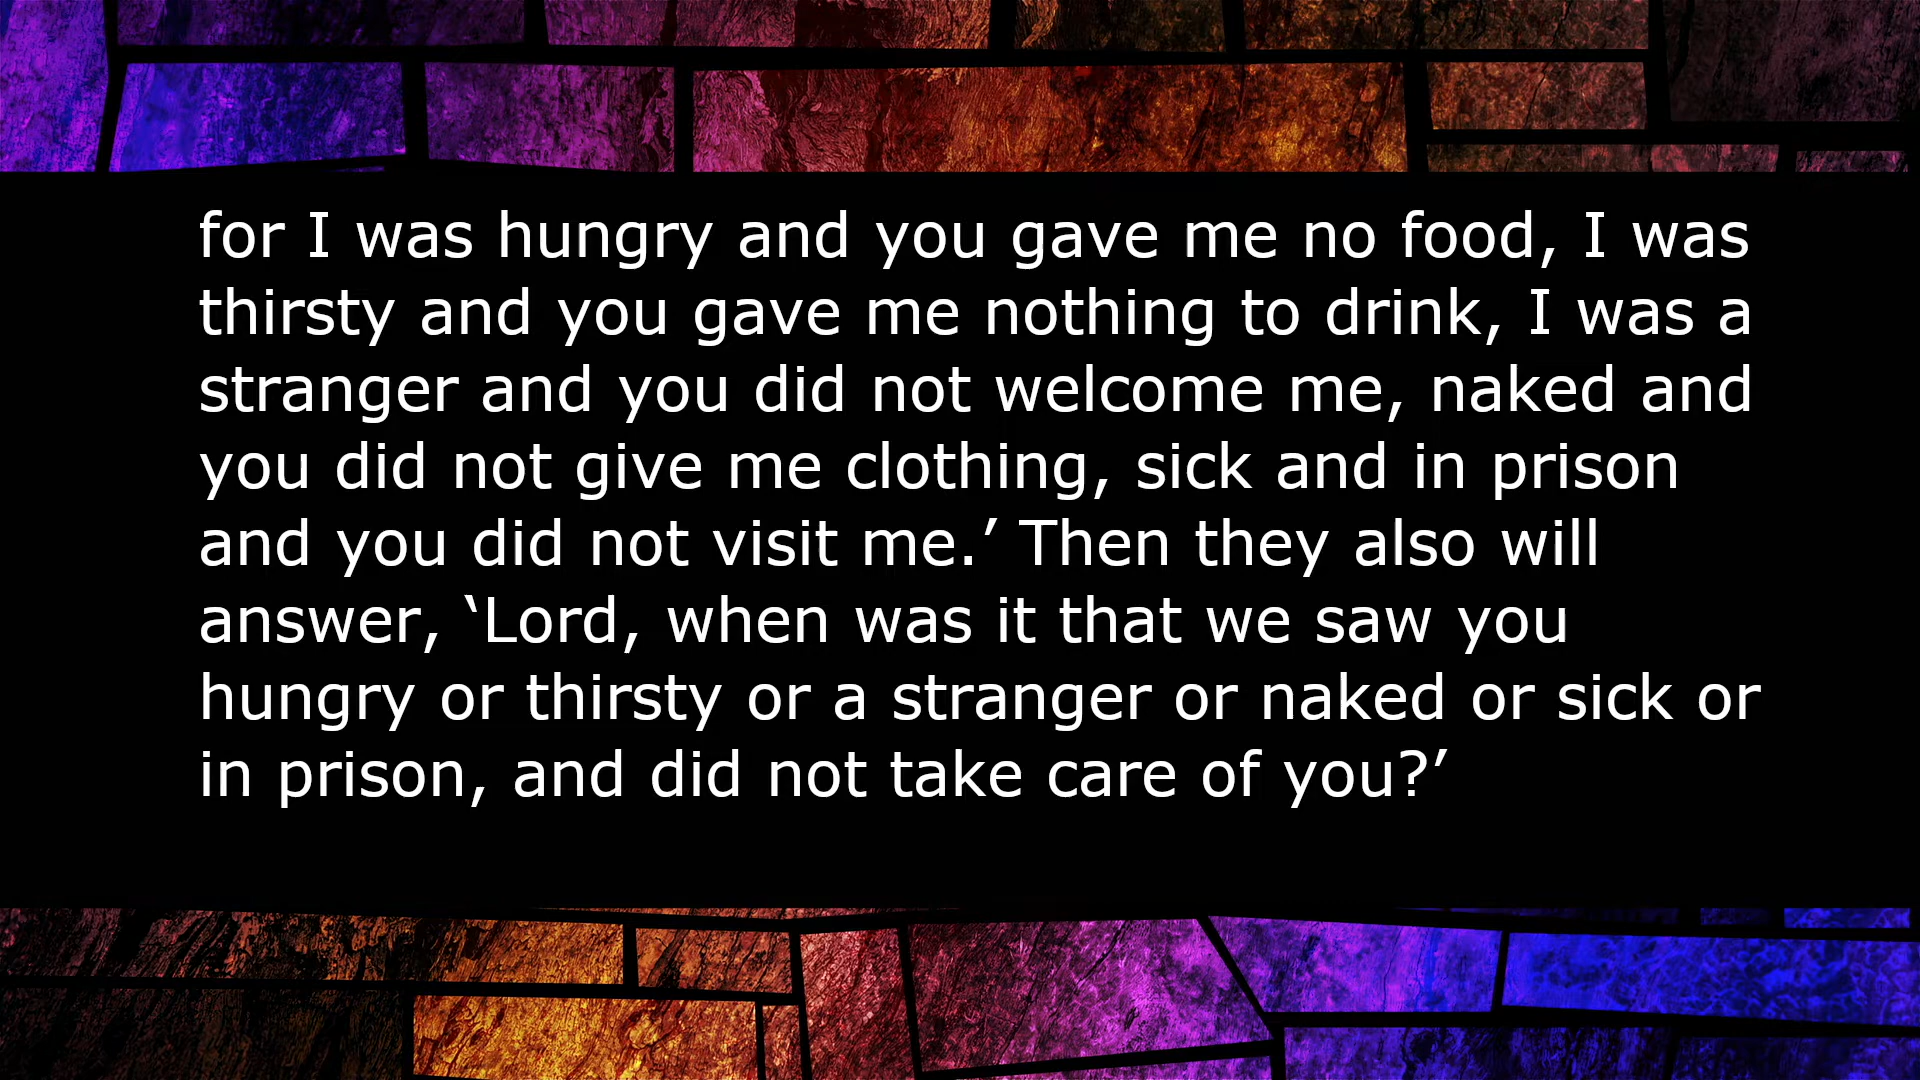 for I was hungry and you gave me no food, I was
thirsty and you gave me nothing to drink, I was a
stranger and you did not welcome me, naked and
you did not give me clothing, sick and in prison
and you did not visit me.’ Then they also will
answer, ‘Lord, when was it that we saw you
hungry or thirsty or a stranger or naked or sick or
in prison, and did not take care of you?’